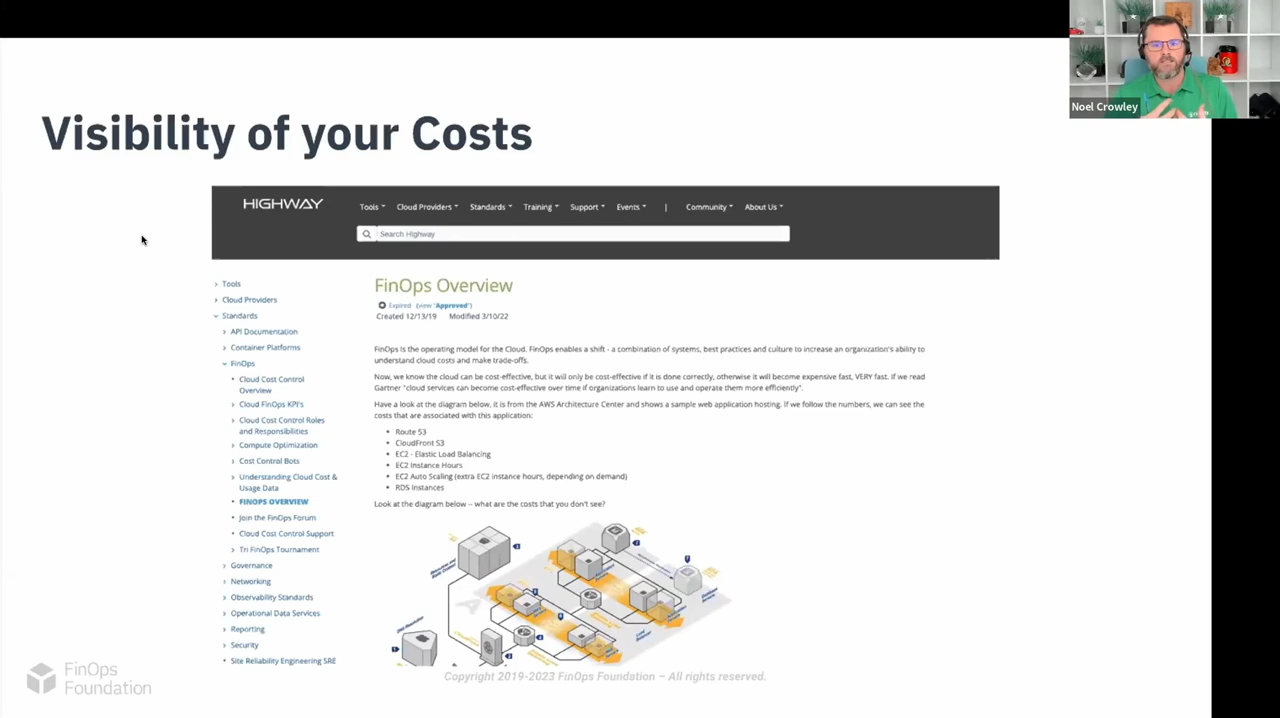 Noel Crowley
Visibility of your Costs
HIGHWAY
Tools
Cloud Providers
Standards
Training
Support
Events
|
Community
About Us
Search Highway
Tools
Cloud Providers
Standards
API Documentation
Container Platforms
FinOps
Cloud Cost Control
Overview
Cloud FinOps KPI's
Cloud Cost Control Roles
and Responsibilities
Compute Optimization
Cost Control Bots
Understanding Cloud Cost &
Usage Data
FINOPS OVERVIEW
Join the FinOps Forum
Cloud Cost Control Support
Tri FinOps Tournament
Governance
Networking
Observability Standards
Operational Data Services
Reporting
Security
Site Reliability Engineering SRE
FinOps Overview
Expired (view "Approved")
Created 12/13/19 Modified 3/10/22
FinOps is the operating model for the Cloud. FinOps enables a shift - a combination of systems, best practices and culture to increase an organization's ability to
understand cloud costs and make trade-offs.
Now, we know the cloud can be cost-effective, but it will only be cost-effective if it is done correctly, otherwise it will become expensive fast, VERY fast. If we read
Gartner "cloud services can become cost-effective over time if organizations learn to use and operate them more efficiently".
Have a look at the diagram below, it is from the AWS Architecture Center and shows a sample web application hosting. If we follow the numbers, we can see the
costs that are associated with this application:
• Route 53
• CloudFront S3
• EC2 - Elastic Load Balancing
• EC2 Instance Hours
• EC2 Auto Scaling (extra EC2 instance hours, depending on demand)
• RDS Instances
Look at the diagram below – what are the costs that you don't see?
FinOps
Foundation
Copyright 2019-2023 FinOps Foundation – All rights reserved.